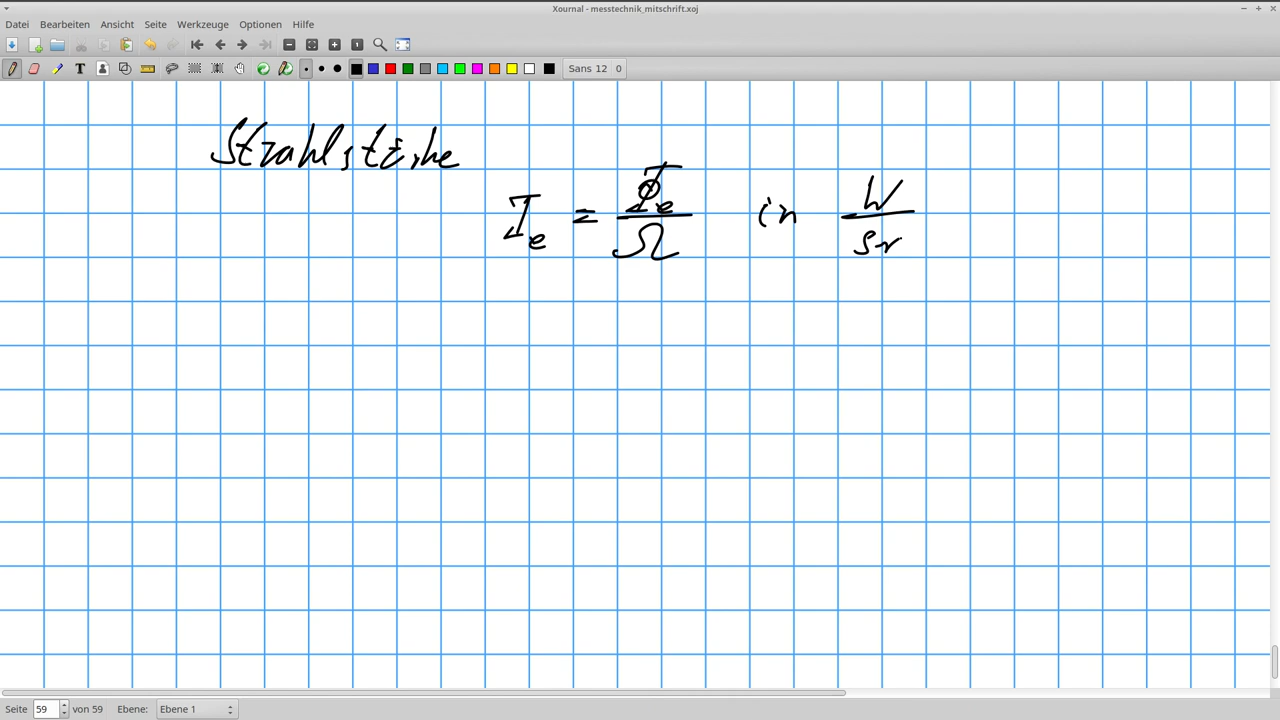 Xournal - messtechnik_mitschrift.xoj
Datei Bearbeiten Ansicht Seite Werkzeuge Optionen Hilfe
Sans 12 0
Strahlstärke
I_e = Φ_e / Ω in W / sr
Seite 59 von 59 Ebene: Ebene 1